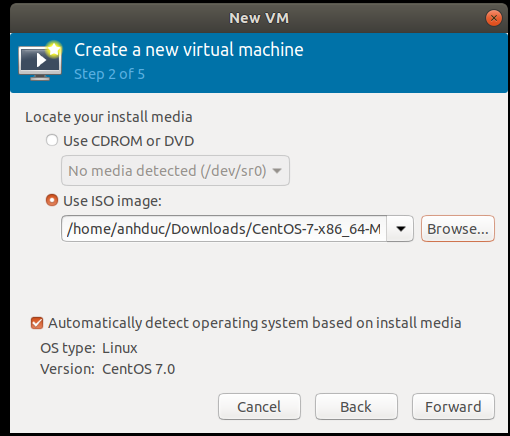 New VM
Create a new virtual machine
Step 2 of 5
Locate your install media
Use CDROM or DVD
No media detected (/dev/sr0)
Use ISO image:
/home/anhduc/Downloads/CentOS-7-x86_64-M
Browse...
Automatically detect operating system based on install media
OS type: Linux
Version: CentOS 7.0
Cancel Back Forward